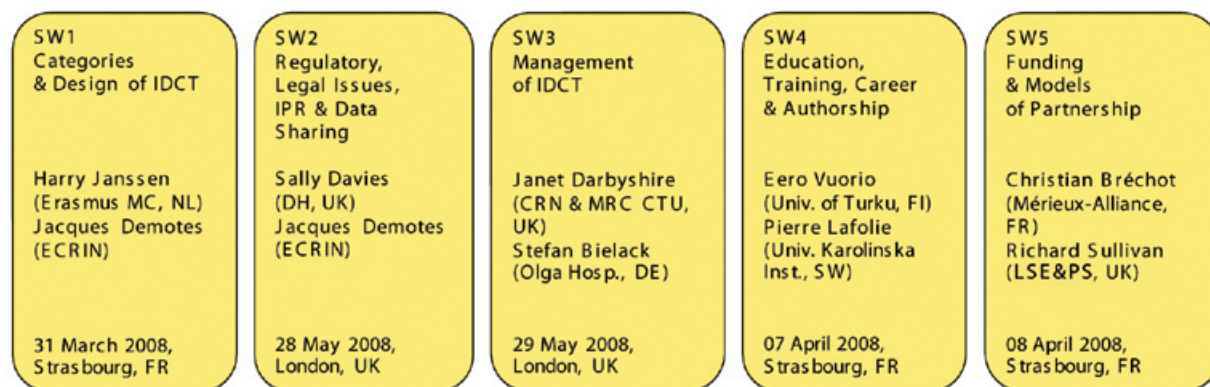 SW1
Categories
& Design of IDCT
Harry Janssen
(Erasmus MC, NL)
Jacques Demotes
(ECRIN)
31 March 2008,
Strasbourg, FR
SW2
Regulatory,
Legal Issues,
IPR & Data
Sharing
Sally Davies
(DH, UK)
Jacques Demotes
(ECRIN)
28 May 2008,
London, UK
SW3
Management
of IDCT
Janet Darbyshire
(CRN & MRC CTU,
UK)
Stefan Bielack
(Olga Hosp., DE)
29 May 2008,
London, UK
SW4
Education,
Training, Career
& Authorship
Eero Vuorio
(Univ. of Turku, FI)
Pierre Lafolie
(Univ. Karolinska
Inst., SW)
07 April 2008,
Strasbourg, FR
SW5
Funding
& Models
of Partnership
Christian Bréchot
(Mérieux-Alliance,
FR)
Richard Sullivan
(LSE&PS, UK)
08 April 2008,
Strasbourg, FR